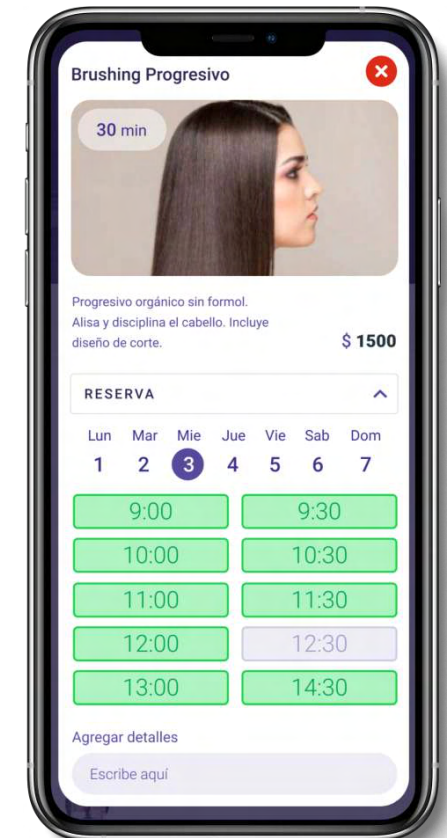 Brushing Progresivo
30 min
Progresivo orgánico sin formol.
Alisa y disciplina el cabello. Incluye
diseño de corte.
$ 1500
RESERVA
Lun Mar Mie Jue Vie Sab Dom
1 2 3 4 5 6 7
9:00 9:30
10:00 10:30
11:00 11:30
12:00 12:30
13:00 14:30
Agregar detalles
Escribe aquí